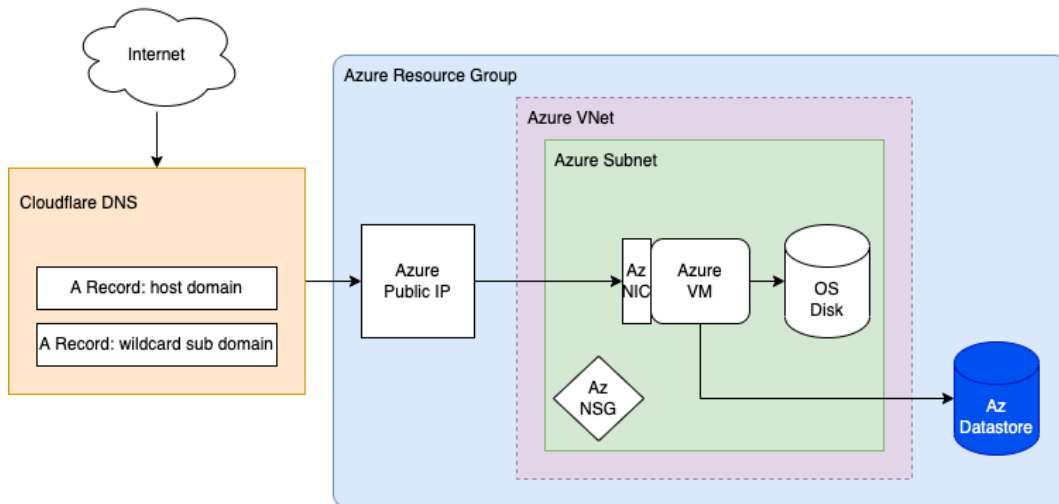 Internet
Azure Resource Group
Azure VNet
Azure Subnet
Cloudflare DNS
A Record: host domain
A Record: wildcard sub domain
Azure
Public IP
Az
NIC
Azure
VM
OS
Disk
Az
NSG
Az
Datastore